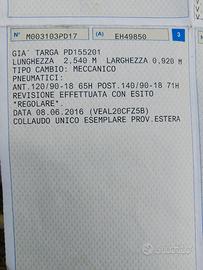 N° M003103PD17 (A) EH49850 3
GIA' TARGA PD155201
LUNGHEZZA 2.540 M LARGHEZZA 0,920 M
TIPO CAMBIO: MECCANICO
PNEUMATICI:
ANT.120/90-18 65H POST.140/90-18 71H
REVISIONE EFFETTUATA CON ESITO
"REGOLARE".
DATA 08.06.2016 (VEAL20CFZ5B)
COLLAUDO UNICO ESEMPLARE PROV.ESTERA
subito